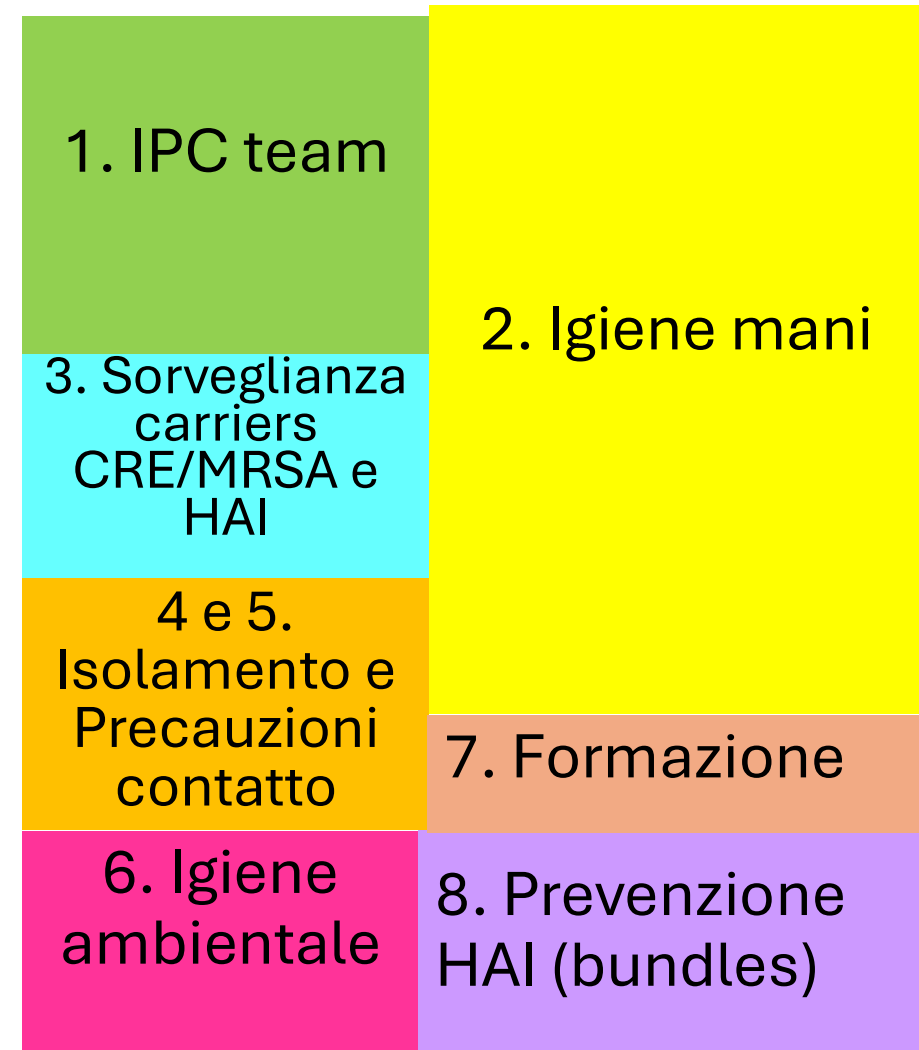 1. IPC team
2. Igiene mani
3. Sorveglianza
carriers
CRE/MRSA e
HAI
4 e 5.
Isolamento e
Precauzioni
contatto
6. Igiene
ambientale
7. Formazione
8. Prevenzione
HAI (bundles)